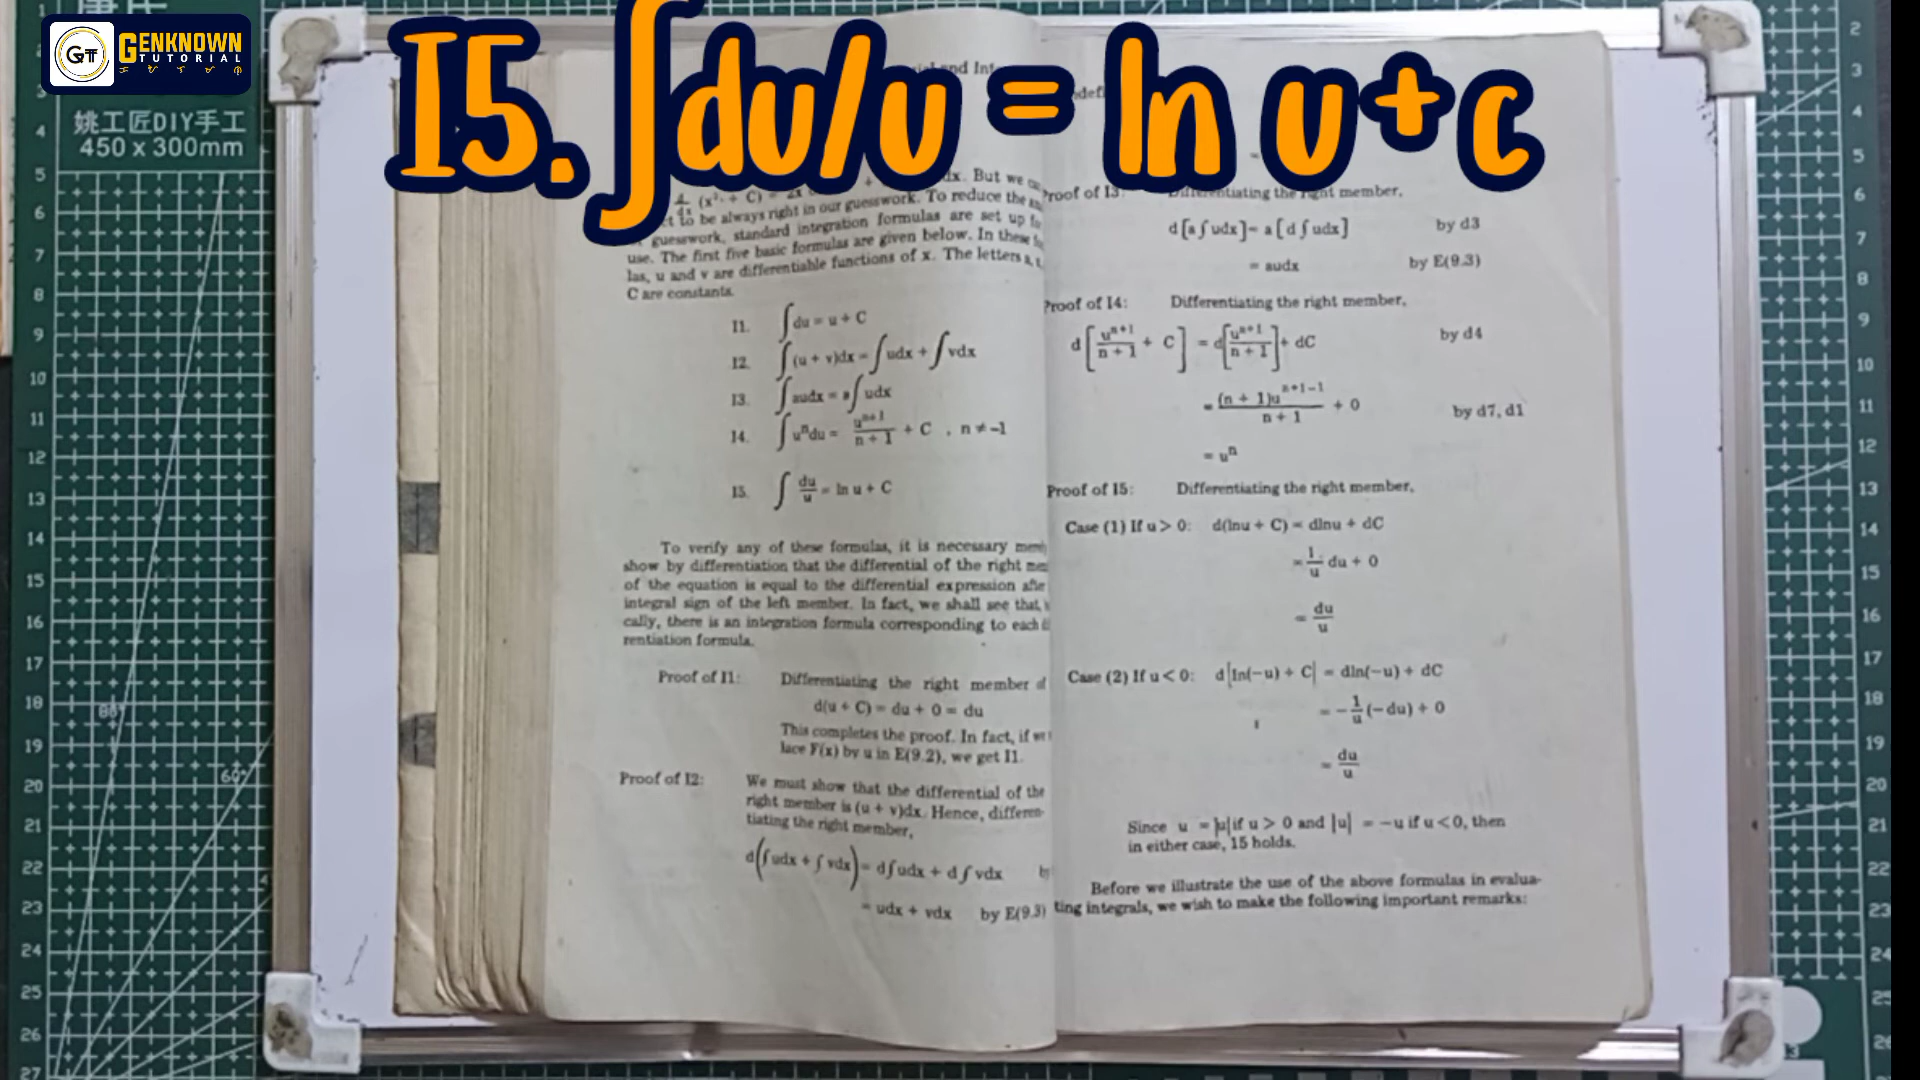 I5. ∫du/u = ln u+c
GENKNOWN
TUTORIAL
姚工匠DIY手工
450 x 300mm
(x² + C) =
dx. But we
to be always right in our guesswork. To reduce the
guesswork, standard integration formulas are set up
use. The first five basic formulas are given below. In these
las, u and v are differentiable functions of x. The letters a,
C are constants.
I1. ∫du = u + C
I2. ∫(u + v)dx = ∫udx + ∫vdx
I3. ∫audx = a∫udx
I4. ∫uⁿdu = uⁿ⁺¹/n + 1 + C , n ≠ -1
I5. ∫du/u = ln u + C
To verify any of these formulas, it is necessary
show by differentiation that the differential of the right
of the equation is equal to the differential expression
integral sign of the left member. In fact, we shall see that
cally, there is an integration formula corresponding to each
rentiation formula.
Proof of I1: Differentiating the right member
d(u + C) = du + 0 = du
This completes the proof. In fact, if we
lace F(x) by u in E(9.2), we get I1.
Proof of I2: We must show that the differential of the
right member is (u + v)dx. Hence, differen-
tiating the right member,
d(∫udx + ∫vdx) = d∫udx + d∫vdx
= udx + vdx by E(9.3)
Proof of I3: Differentiating the right member,
d[a∫udx] = a[d∫udx] by d3
= audx by E(9.3)
Proof of I4: Differentiating the right member,
d[uⁿ⁺¹/n + 1 + C] = d[uⁿ⁺¹/n + 1] + dC by d4
= (n + 1)uⁿ⁺¹⁻¹/n + 1 + 0 by d7, d1
= uⁿ
Proof of I5: Differentiating the right member,
Case (1) If u > 0: d(lnu + C) = dlnu + dC
= 1/u du + 0
= du/u
Case (2) If u < 0: d[ln(-u) + C] = dln(-u) + dC
= -1/u (-du) + 0
= du/u
Since u = |u| if u > 0 and |u| = -u if u < 0, then
in either case, 15 holds.
Before we illustrate the use of the above formulas in evalua-
ting integrals, we wish to make the following important remarks: